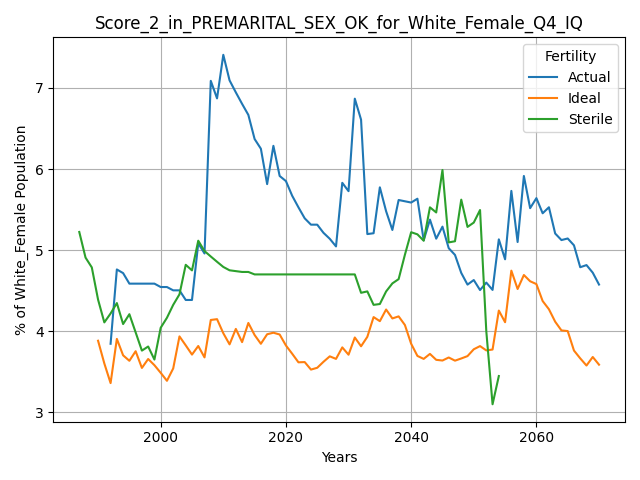 Score_2_in_PREMARITAL_SEX_OK_for_White_Female_Q4_IQ
Fertility
Actual
Ideal
Sterile
% of White_Female Population
7
6
5
4
3
2000 2020 2040 2060
Years